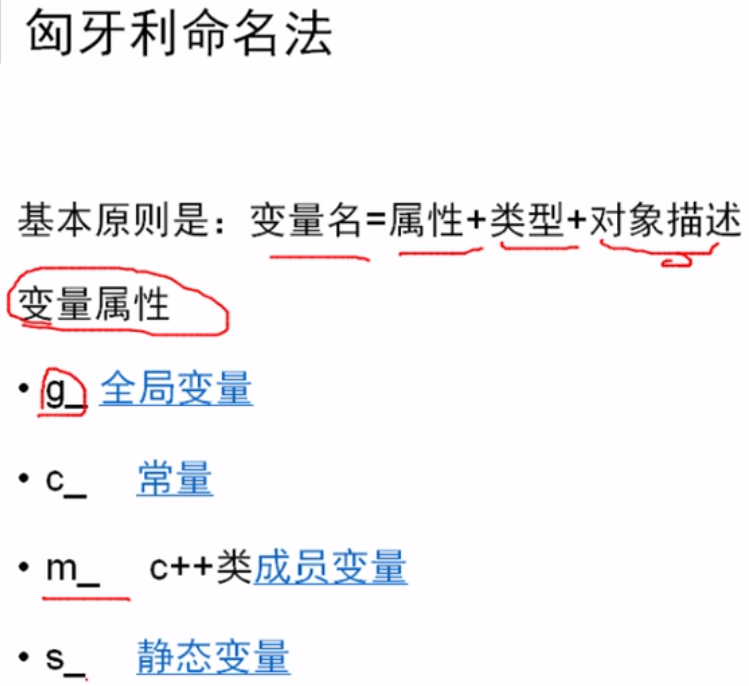 匈牙利命名法
基本原则是：变量名=属性+类型+对象描述
变量属性
• g_ 全局变量
• c_ 常量
• m_ c++类成员变量
• s_ 静态变量